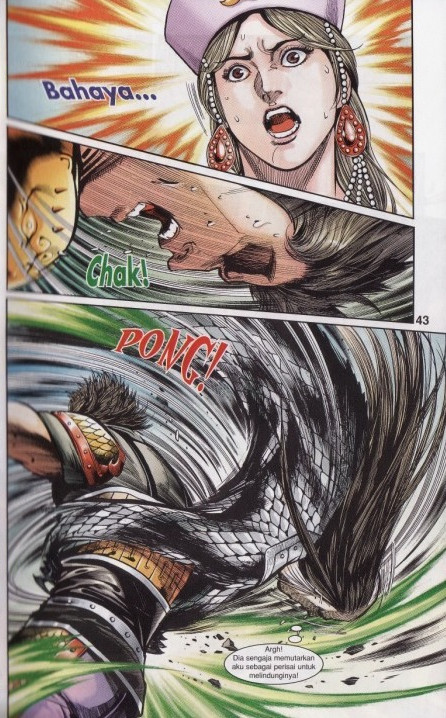 Bahaya...
Chak!
43
PONG!
Argh!
Dia sengaja memutarkan
aku sebagai perisai untuk
melindunginya!